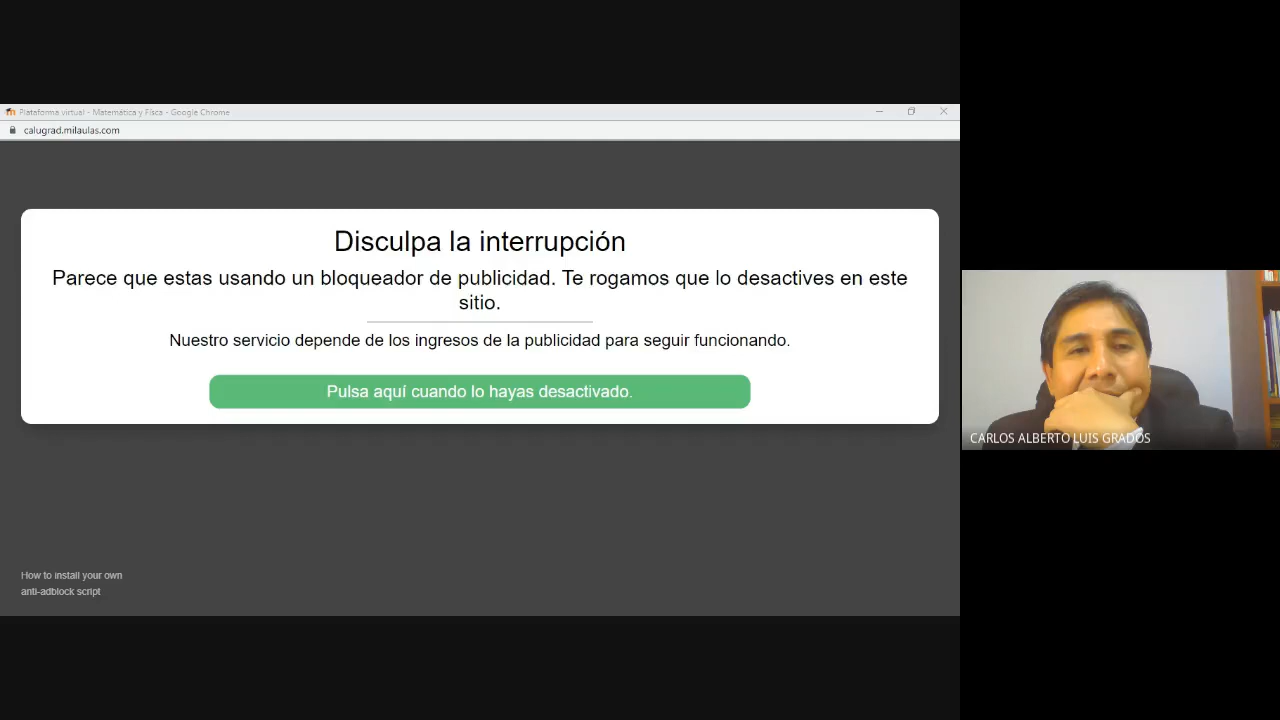 Plataforma virtual - Matemática y Físca - Google Chrome
calugrad.milaulas.com
Disculpa la interrupción
Parece que estas usando un bloqueador de publicidad. Te rogamos que lo desactives en este
sitio.
Nuestro servicio depende de los ingresos de la publicidad para seguir funcionando.
Pulsa aquí cuando lo hayas desactivado.
How to install your own
anti-adblock script
CARLOS ALBERTO LUIS GRADOS